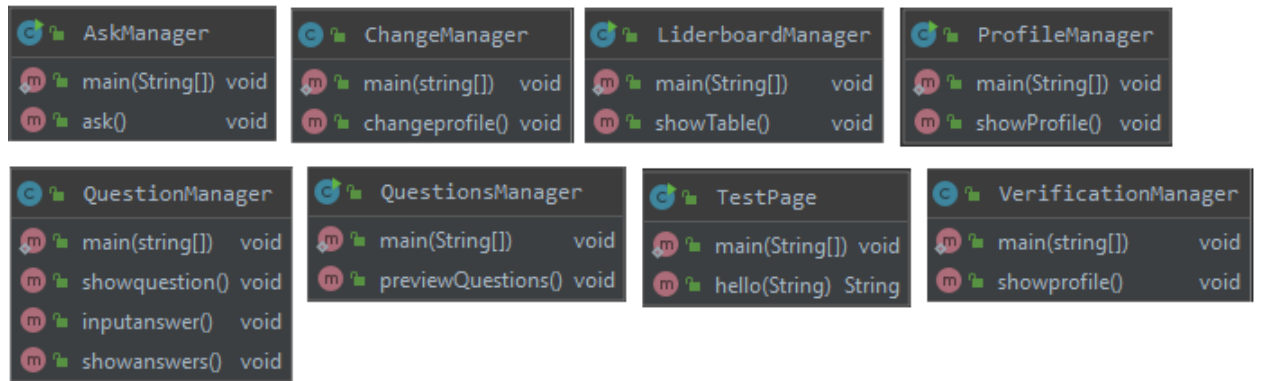 AskManager
main(String[]) void
ask() void
ChangeManager
main(string[]) void
changeprofile() void
LiderboardManager
main(String[]) void
showTable() void
ProfileManager
main(String[]) void
showProfile() void
QuestionManager
main(string[]) void
showquestion() void
inputanswer() void
showanswers() void
QuestionsManager
main(String[]) void
previewQuestions() void
TestPage
main(String[]) void
hello(String) String
VerificationManager
main(string[]) void
showprofile() void